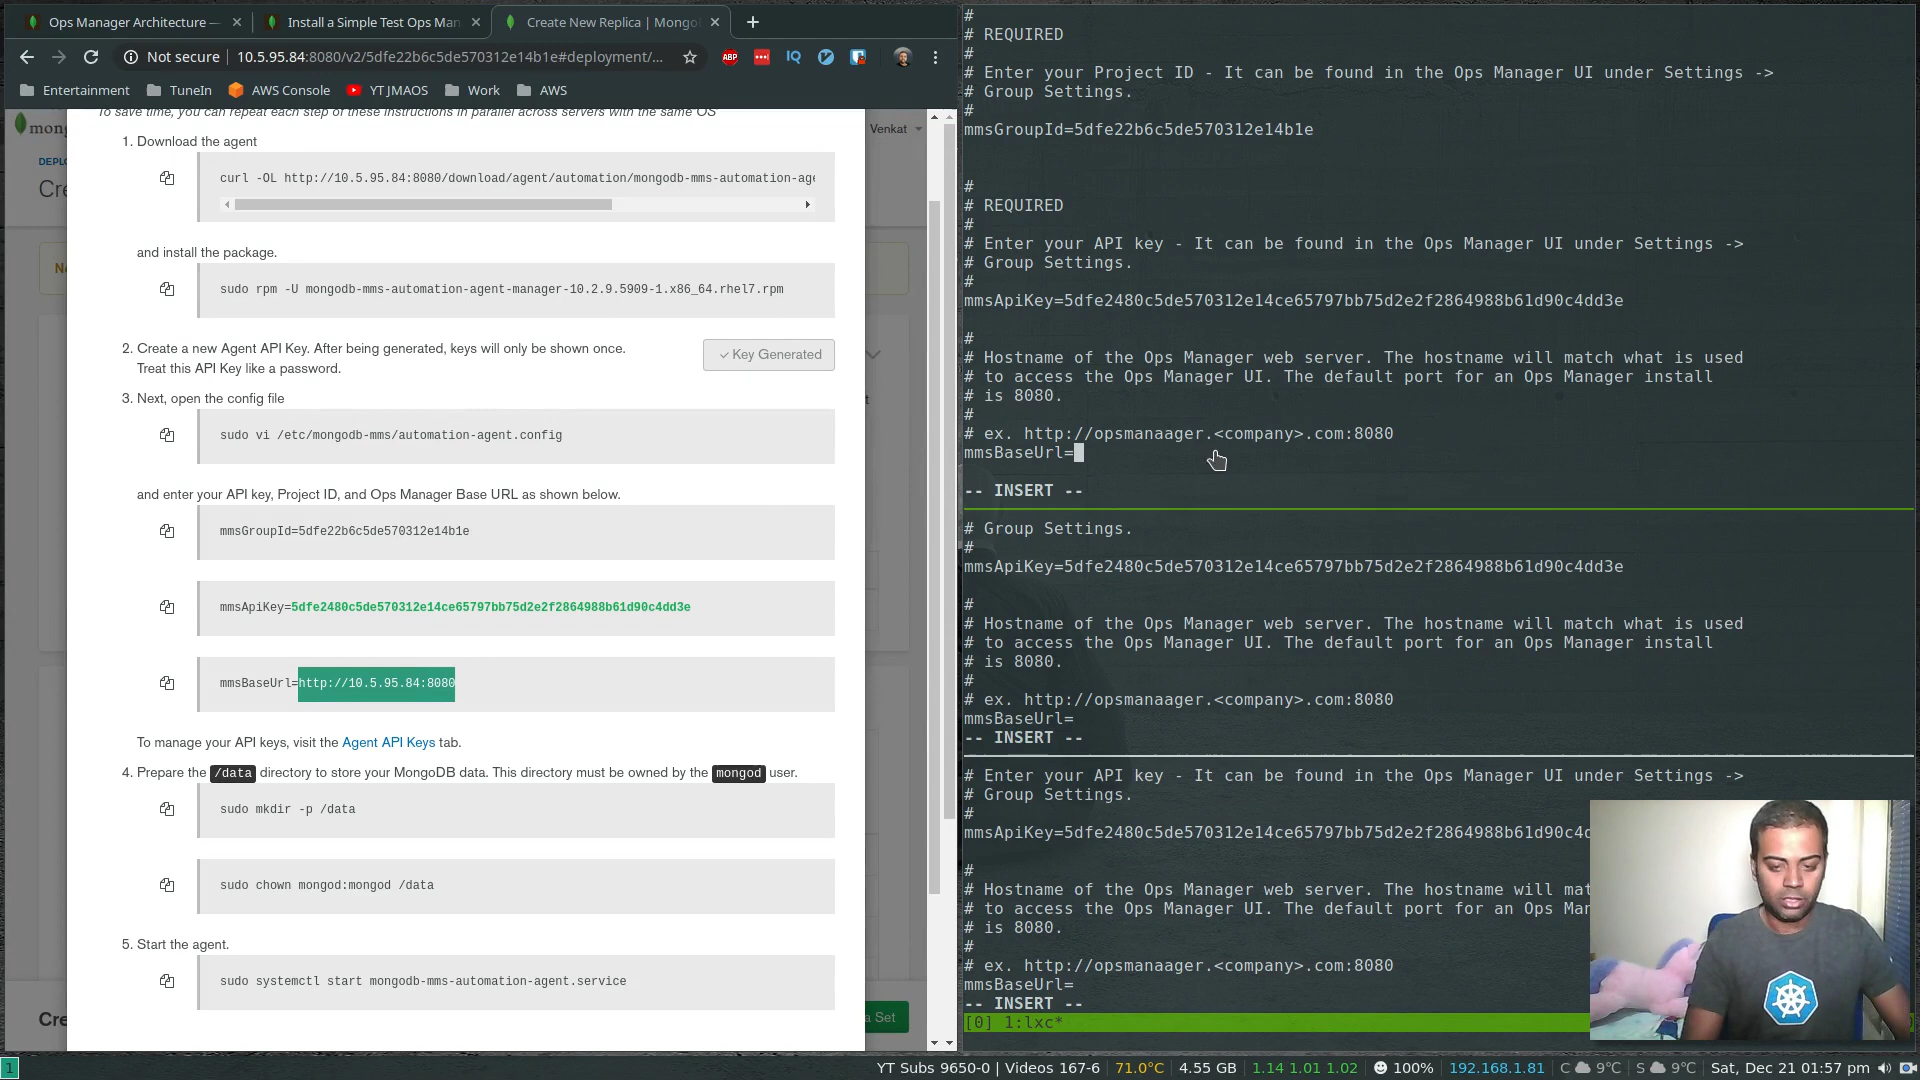 Ops Manager Architecture —
Install a Simple Test Ops Man
Create New Replica | Mongo
Not secure
10.5.95.84:8080/v2/5dfe22b6c5de570312e14b1e#deployment/...
ABP
IQ
Entertainment
TuneIn
AWS Console
YT JMAOS
Work
AWS
To save time, you can repeat each step of these instructions in parallel across servers with the same OS
Venkat
1. Download the agent
curl -OL http://10.5.95.84:8080/download/agent/automation/mongodb-mms-automation-age
and install the package.
sudo rpm -U mongodb-mms-automation-agent-manager-10.2.9.5909-1.x86_64.rhel7.rpm
2. Create a new Agent API Key. After being generated, keys will only be shown once.
Treat this API Key like a password.
Key Generated
3. Next, open the config file
sudo vi /etc/mongodb-mms/automation-agent.config
and enter your API key, Project ID, and Ops Manager Base URL as shown below.
mmsGroupId=5dfe22b6c5de570312e14b1e
mmsApiKey=5dfe2480c5de570312e14ce65797bb75d2e2f2864988b61d90c4dd3e
mmsBaseUrl=http://10.5.95.84:8080
To manage your API keys, visit the Agent API Keys tab.
4. Prepare the /data directory to store your MongoDB data. This directory must be owned by the mongod user.
sudo mkdir -p /data
sudo chown mongod:mongod /data
5. Start the agent.
sudo systemctl start mongodb-mms-automation-agent.service
#
# REQUIRED
#
# Enter your Project ID - It can be found in the Ops Manager UI under Settings ->
# Group Settings.
#
mmsGroupId=5dfe22b6c5de570312e14b1e
#
# REQUIRED
#
# Enter your API key - It can be found in the Ops Manager UI under Settings ->
# Group Settings.
#
mmsApiKey=5dfe2480c5de570312e14ce65797bb75d2e2f2864988b61d90c4dd3e
#
# Hostname of the Ops Manager web server. The hostname will match what is used
# to access the Ops Manager UI. The default port for an Ops Manager install
# is 8080.
#
# ex. http://opsmanaager.<company>.com:8080
mmsBaseUrl=
-- INSERT --
# Group Settings.
#
mmsApiKey=5dfe2480c5de570312e14ce65797bb75d2e2f2864988b61d90c4dd3e
#
# Hostname of the Ops Manager web server. The hostname will match what is used
# to access the Ops Manager UI. The default port for an Ops Manager install
# is 8080.
#
# ex. http://opsmanaager.<company>.com:8080
mmsBaseUrl=
-- INSERT --
# Enter your API key - It can be found in the Ops Manager UI under Settings ->
# Group Settings.
#
mmsApiKey=5dfe2480c5de570312e14ce65797bb75d2e2f2864988b61d90c4
#
# Hostname of the Ops Manager web server. The hostname will mat
# to access the Ops Manager UI. The default port for an Ops Man
# is 8080.
#
# ex. http://opsmanaager.<company>.com:8080
mmsBaseUrl=
-- INSERT --
[0] 1:lxc*
1
YT Subs 9650-0 | Videos 167-6
71.0°C
4.55 GB
1.14 1.01 1.02
100%
192.168.1.81
C 9°C
S 9°C
Sat, Dec 21 01:57 pm